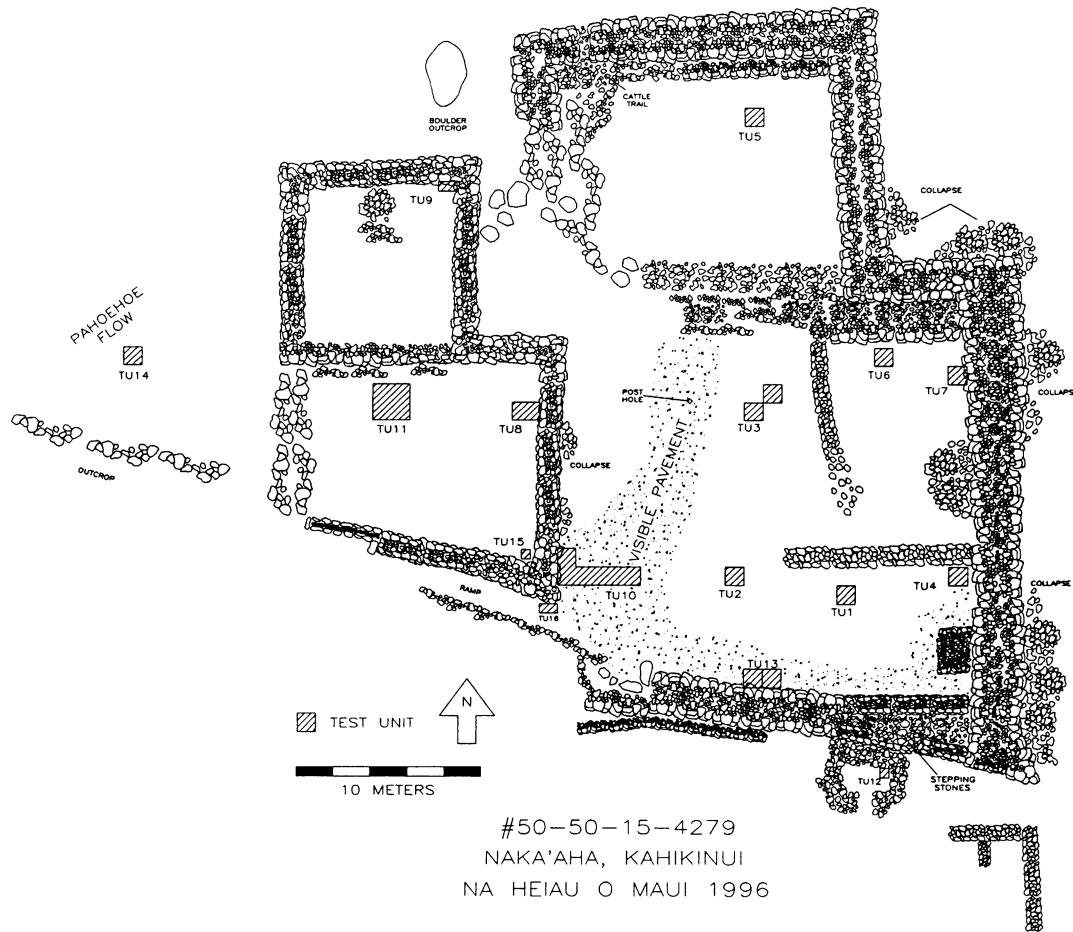 BOULDER
OUTCROP
CATTLE
TRAIL
TU5
COLLAPSE
TU9
PAHOEHOE
FLOW
TU14
TU11
TU8
POST
HOLE
TU3
TU6
TU7
COLLAPS
OUTCROP
COLLAPSE
VISIBLE PAVEMENT
TU15
TU10
TU2
TU1
TU4
COLLAPSE
RAMP
TU16
TU13
N
TEST UNIT
10 METERS
TU12
STEPPING
STONES
#50-50-15-4279
NAKA'AHA, KAHIKINUI
NA HEIAU O MAUI 1996